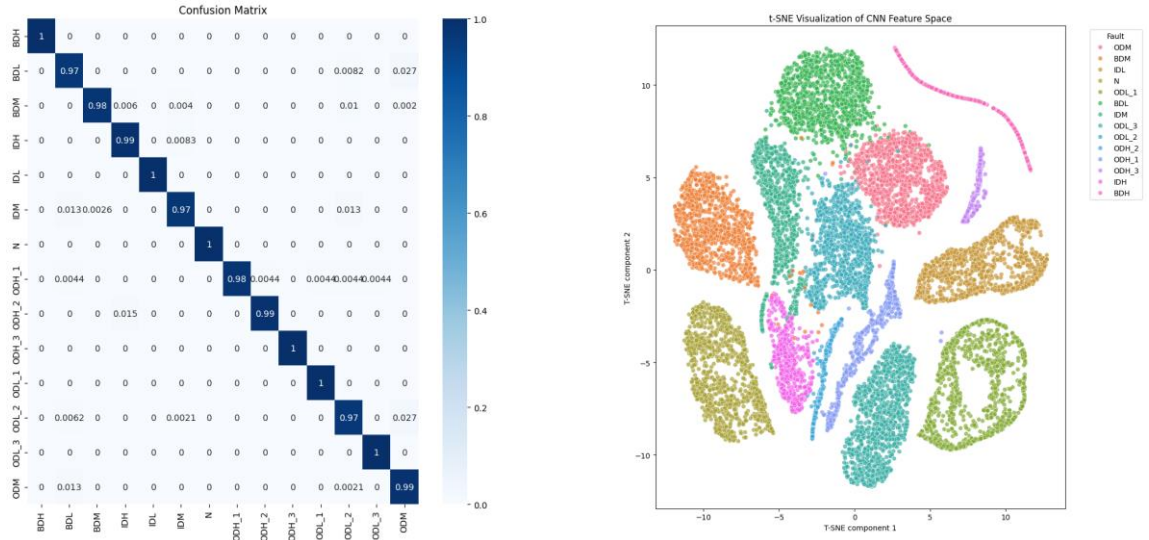 Confusion Matrix
BDH 1 0 0 0 0 0 0 0 0 0 0 0 0 0
BDL 0 0.97 0 0 0 0 0 0 0 0 0 0.0082 0 0.027
BDM 0 0 0.98 0.006 0 0.004 0 0 0 0 0 0.01 0 0.002
IDH 0 0 0 0.99 0 0.0083 0 0 0 0 0 0 0 0
IDL 0 0 0 0 1 0 0 0 0 0 0 0 0 0
IDM 0 0.013 0.0026 0 0 0.97 0 0 0 0 0 0.013 0 0
N 0 0 0 0 0 0 1 0 0 0 0 0 0 0
ODH_1 0 0.0044 0 0 0 0 0 0.98 0.0044 0 0.0044 0.0044 0.0044 0
ODH_2 0 0 0 0.015 0 0 0 0 0.99 0 0 0 0 0
ODH_3 0 0 0 0 0 0 0 0 0 1 0 0 0 0
ODL_1 0 0 0 0 0 0 0 0 0 0 1 0 0 0
ODL_2 0 0.0062 0 0 0 0.0021 0 0 0 0 0 0.97 0 0.027
ODL_3 0 0 0 0 0 0 0 0 0 0 0 0 1 0
ODM 0 0.013 0 0 0 0 0 0 0 0 0 0.0021 0 0.99
BDH BDL BDM IDH IDL IDM N ODH_1 ODH_2 ODH_3 ODL_1 ODL_2 ODL_3 ODM
1.0
0.8
0.6
0.4
0.2
0.0
t-SNE Visualization of CNN Feature Space
T-SNE component 2
10
5
0
−5
−10
−10 −5 0 5 10
T-SNE component 1
Fault
ODM
BDM
IDL
N
ODL_1
BDL
IDM
ODL_3
ODL_2
ODH_2
ODH_1
ODH_3
IDH
BDH